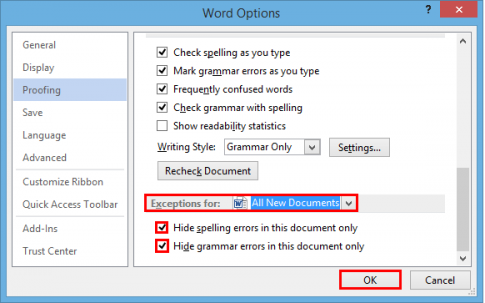 Word Options
?
General
Display
Proofing
Save
Language
Advanced
Customize Ribbon
Quick Access Toolbar
Add-Ins
Trust Center
Check spelling as you type
Mark grammar errors as you type
Frequently confused words
Check grammar with spelling
Show readability statistics
Writing Style: Grammar Only Settings...
Recheck Document
Exceptions for: All New Documents
Hide spelling errors in this document only
Hide grammar errors in this document only
OK Cancel